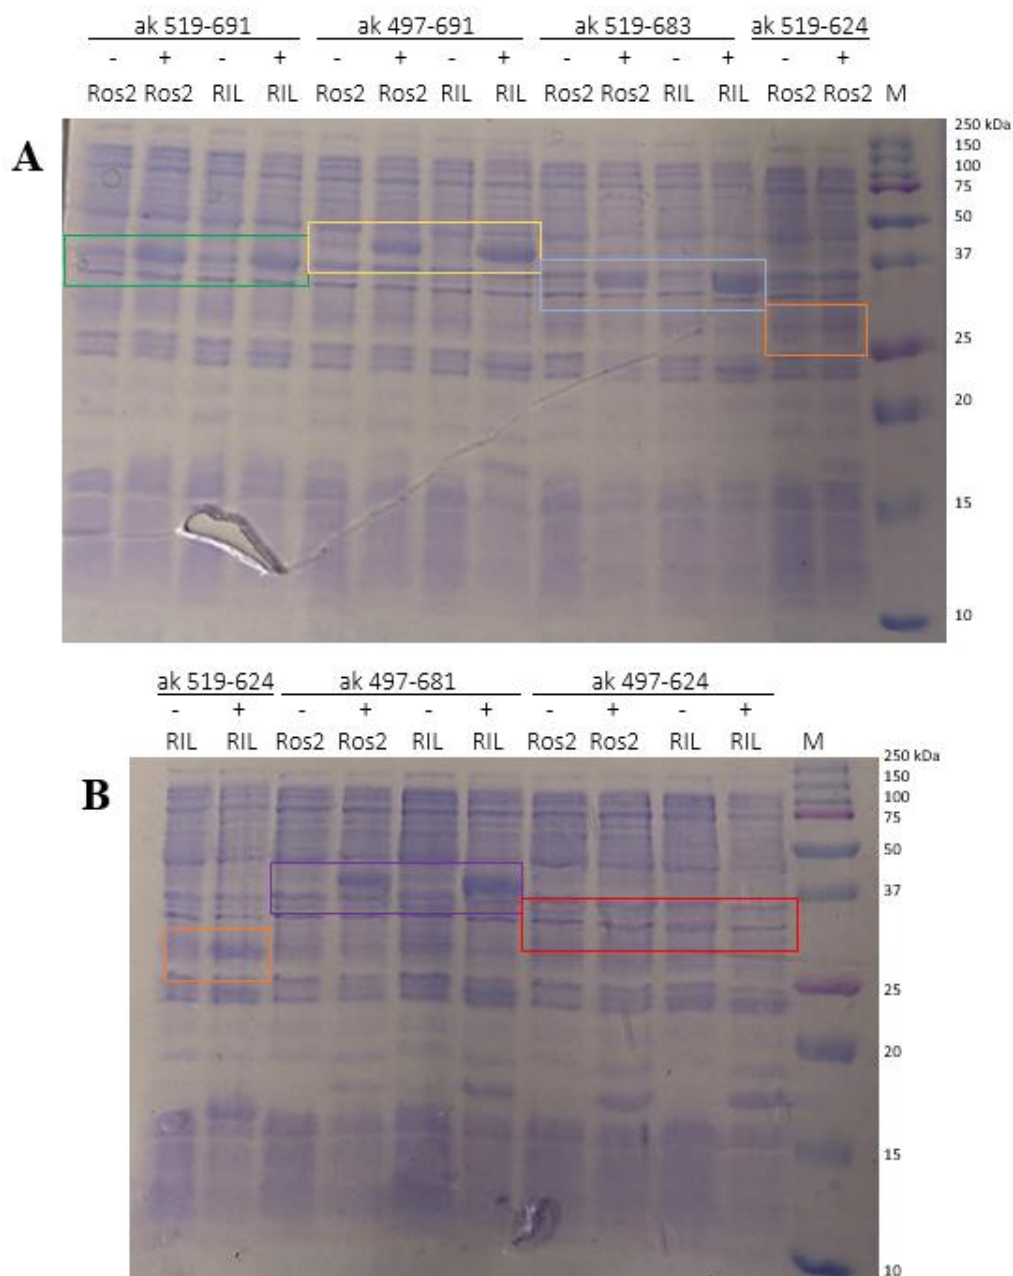 ak 519-691 ak 497-691 ak 519-683 ak 519-624
- + - + - + - + - + - + - +
Ros2 Ros2 RIL RIL Ros2 Ros2 RIL RIL Ros2 Ros2 RIL RIL Ros2 Ros2 M
A
250 kDa
150
100
75
50
37
25
20
15
10
ak 519-624 ak 497-681 ak 497-624
- + - + - + - + - +
RIL RIL Ros2 Ros2 RIL RIL Ros2 Ros2 RIL RIL M
B
250 kDa
150
100
75
50
37
25
20
15
10